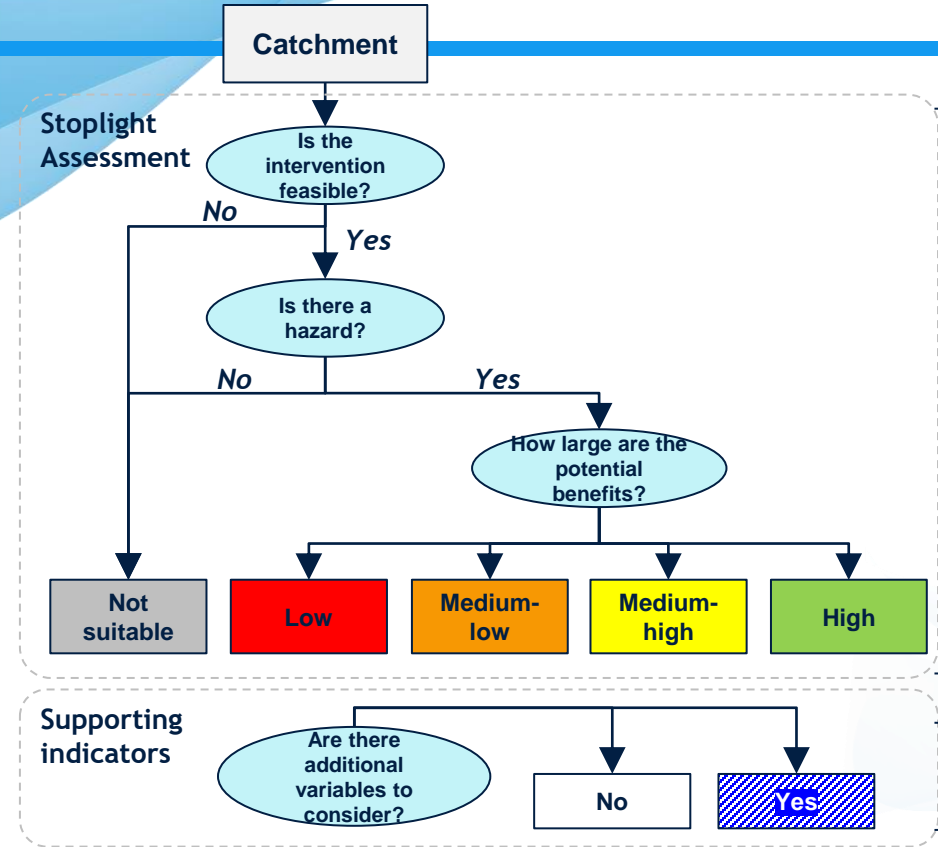 Catchment
Stoplight
Assessment
Is the
intervention
feasible?
No
Yes
Is there a
hazard?
No
Yes
How large are the
potential
benefits?
Not
suitable
Low
Medium-
low
Medium-
high
High
Supporting
indicators
Are there
additional
variables to
consider?
No
Yes